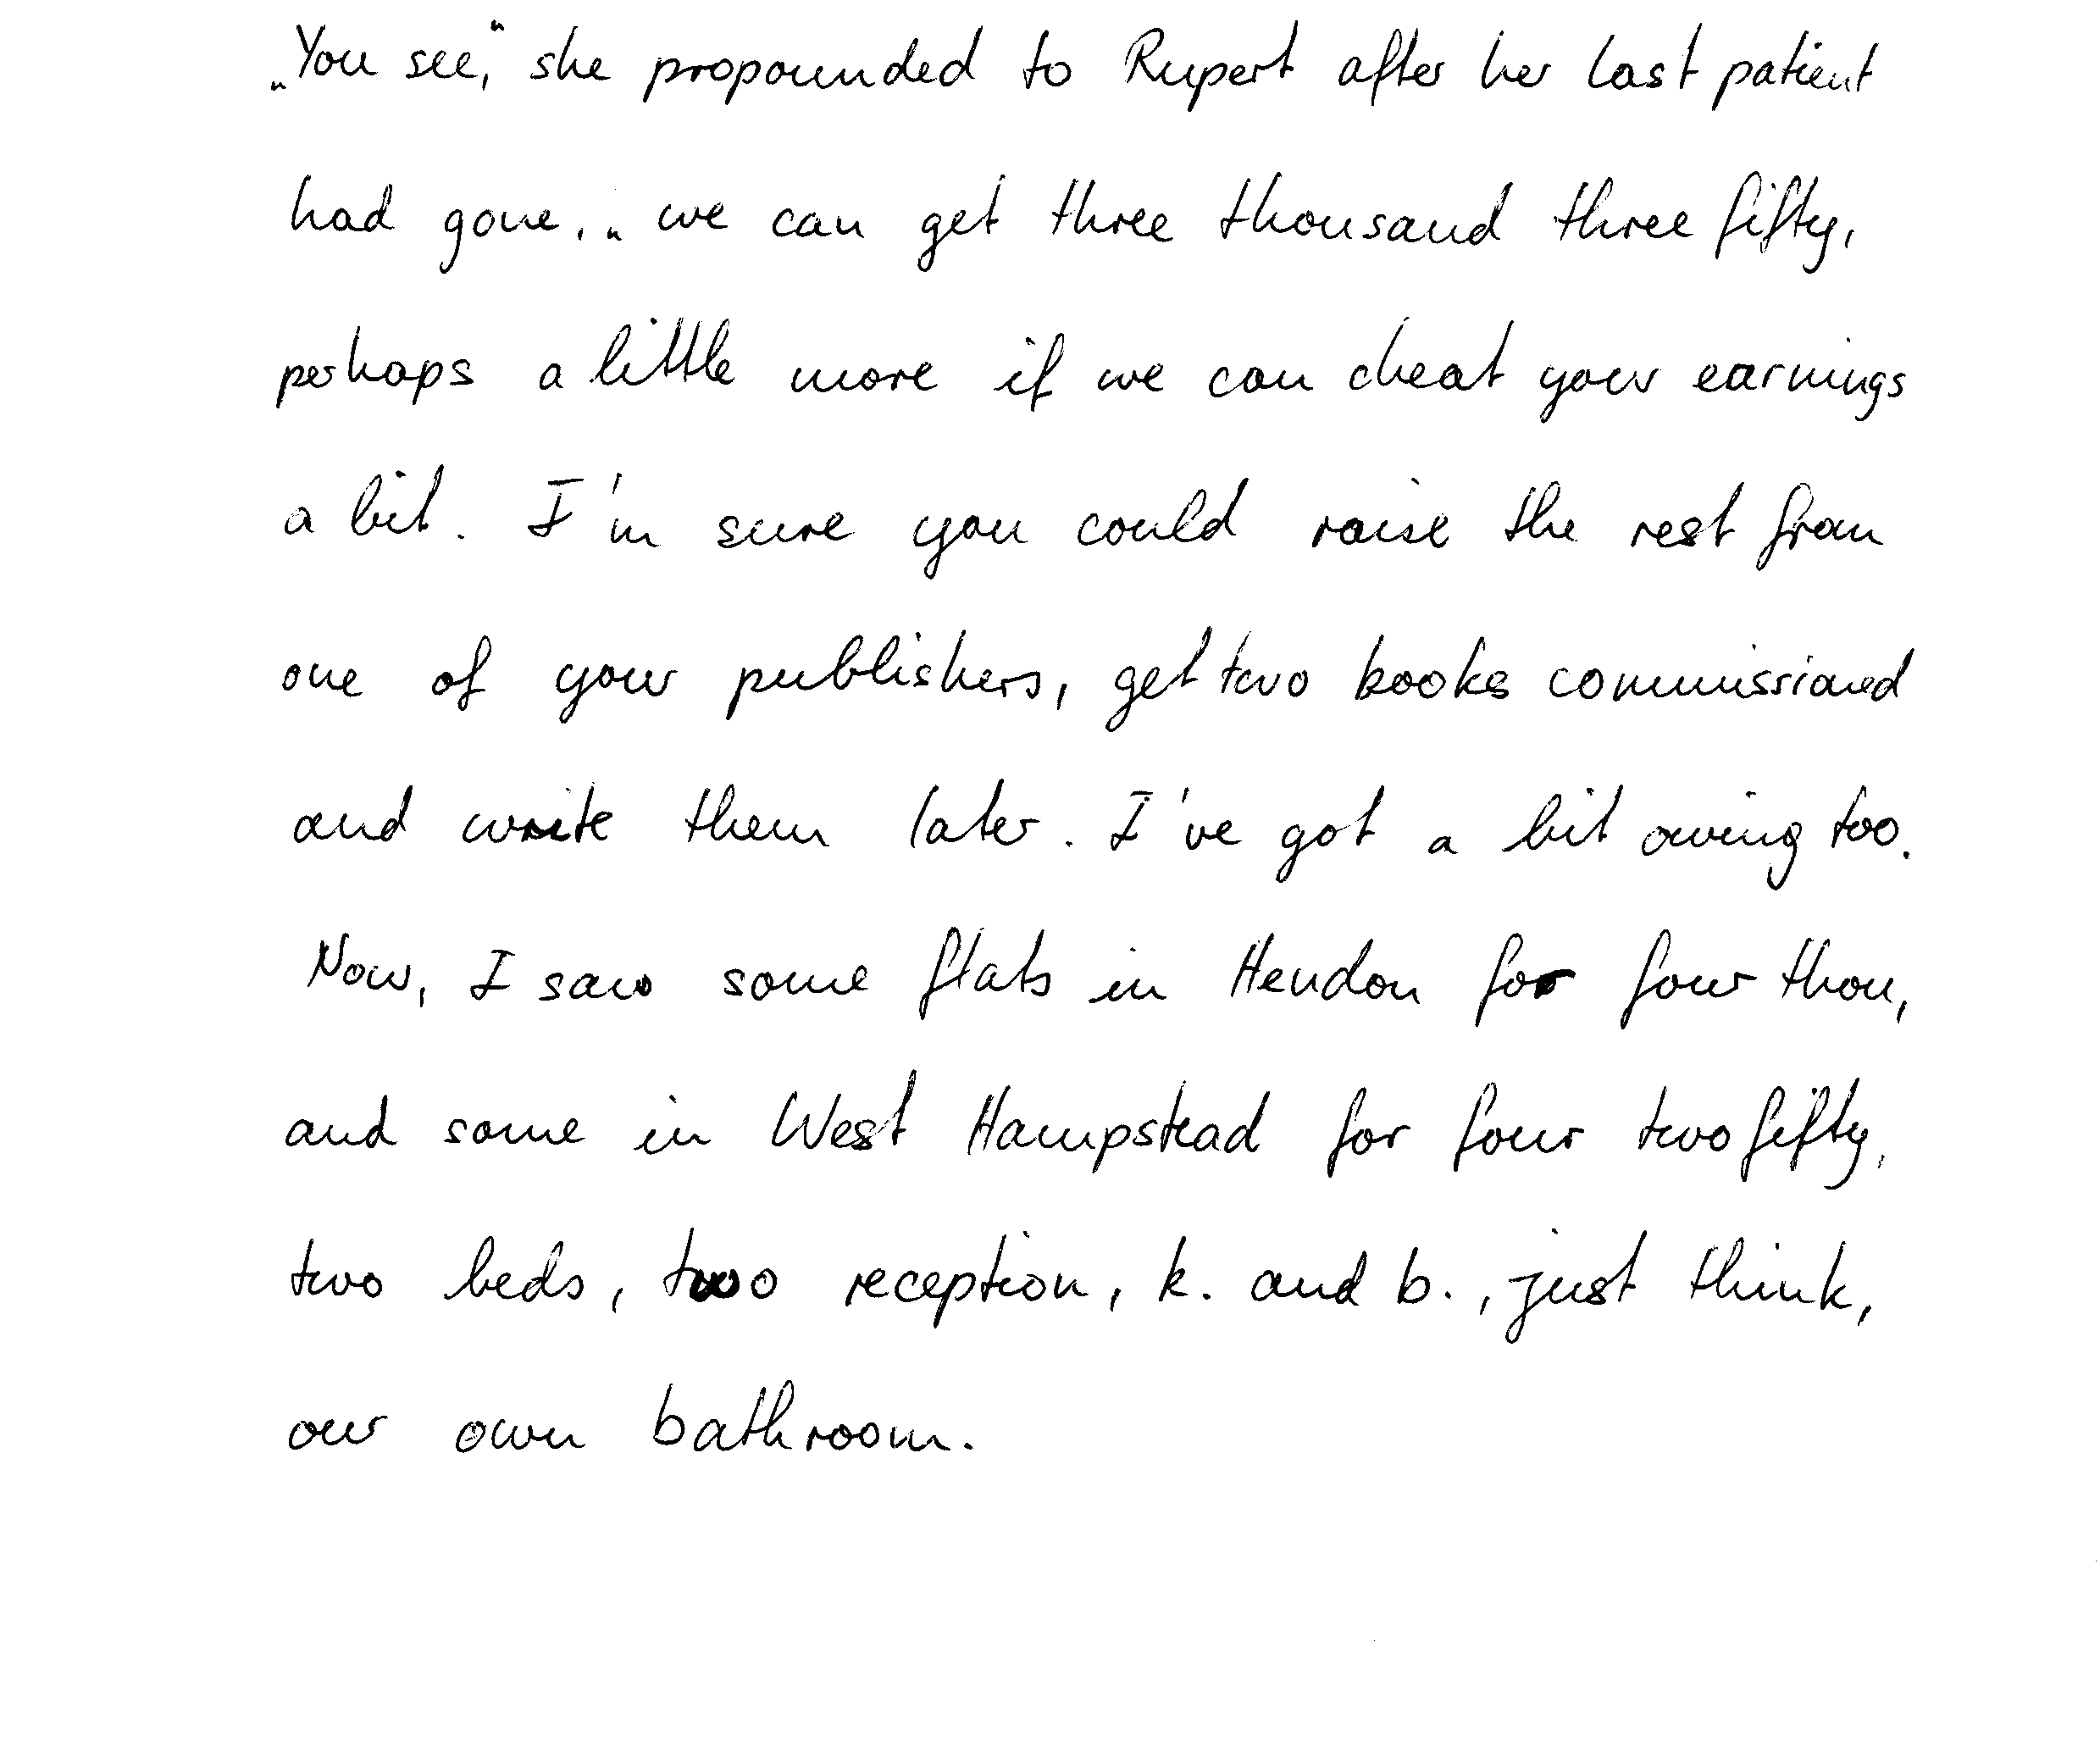 „You see,“ she propounded to Rupert after her last patient
had gone, „we can get three thousand three fifty,
perhaps a little more if we can cheat your earnings
a bit. I'm sure you could raise the rest from
one of your publishers, get two books commissioned
and write them later. I've got a bit owing too.
Now, I saw some flats in Hendon for four thou,
and some in West Hampstead for four two fifty,
two beds, two reception, k. and b., just think,
our own bathroom.